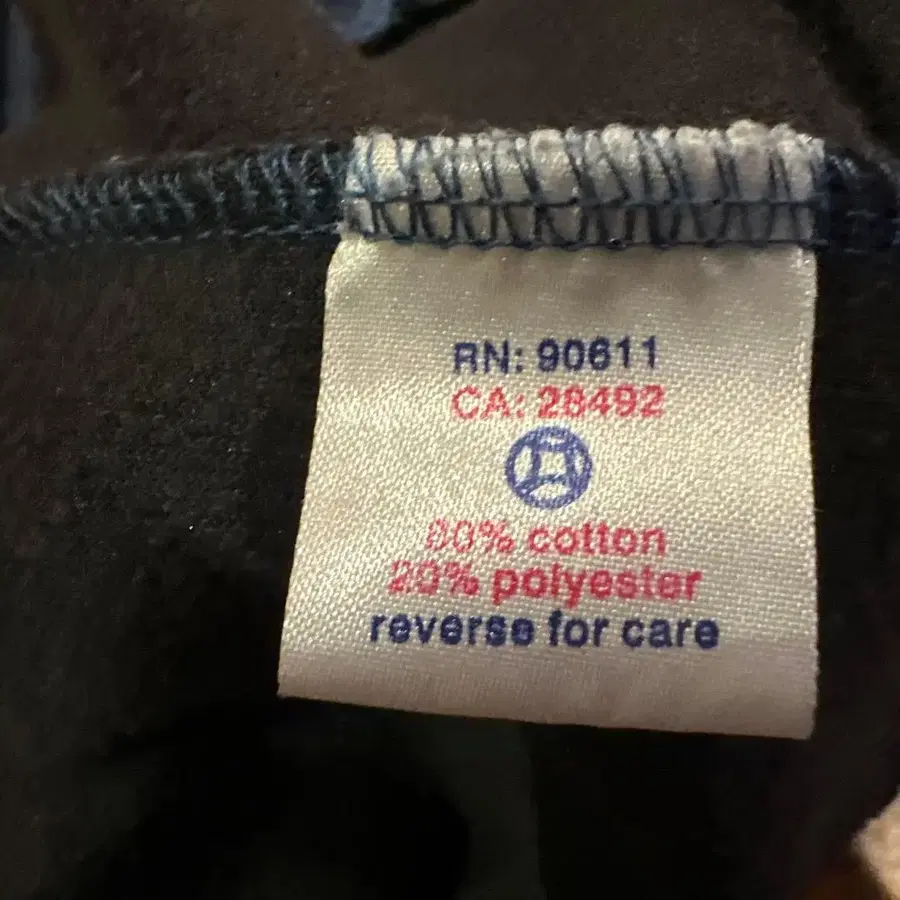 RN: 90611
CA: 28492
80% cotton
20% polyester
reverse for care